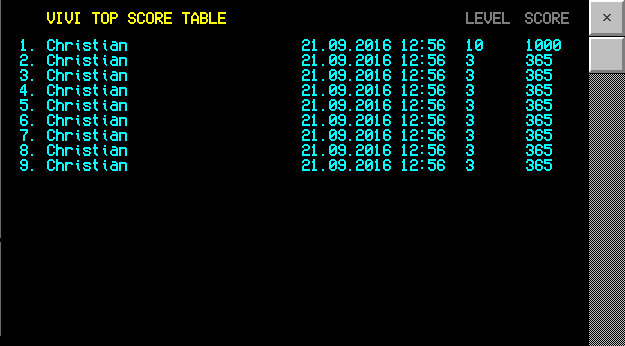 VIVI TOP SCORE TABLE LEVEL SCORE
1. Christian 21.09.2016 12:56 10 1000
2. Christian 21.09.2016 12:56 3 365
3. Christian 21.09.2016 12:56 3 365
4. Christian 21.09.2016 12:56 3 365
5. Christian 21.09.2016 12:56 3 365
6. Christian 21.09.2016 12:56 3 365
7. Christian 21.09.2016 12:56 3 365
8. Christian 21.09.2016 12:56 3 365
9. Christian 21.09.2016 12:56 3 365